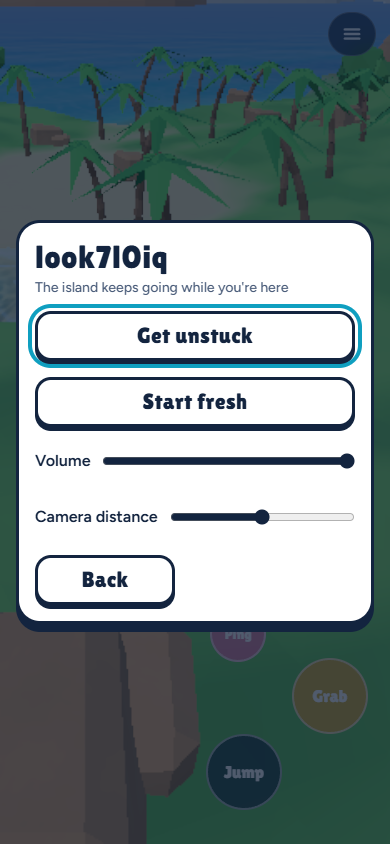 look7l0iq
The island keeps going while you're here
Get unstuck
Start fresh
Volume
Camera distance
Back
Ping
Grab
Jump